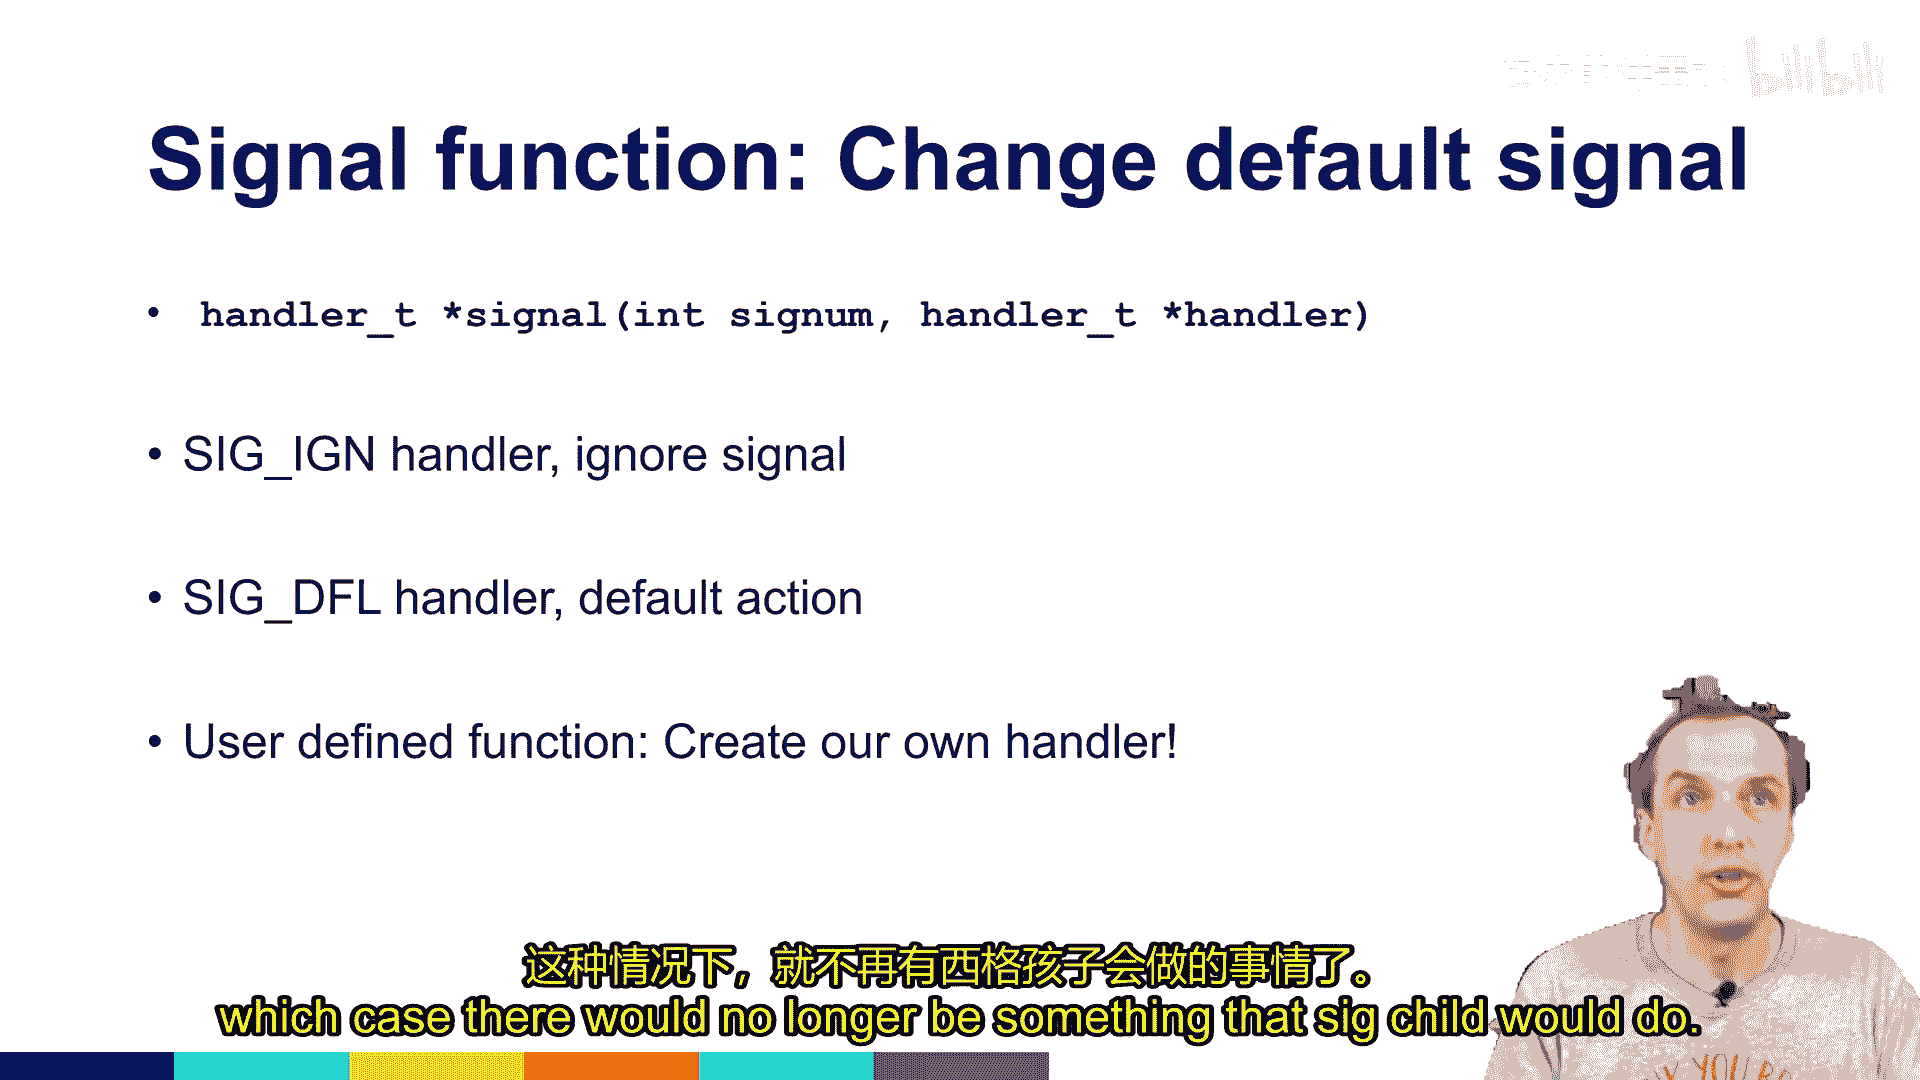 bilibili
Signal function: Change default signal
• handler_t *signal(int signum, handler_t *handler)
• SIG_IGN handler, ignore signal
• SIG_DFL handler, default action
• User defined function: Create our own handler!
这种情况下，就不再有西格孩子会做的事情了。
which case there would no longer be something that sig child would do.